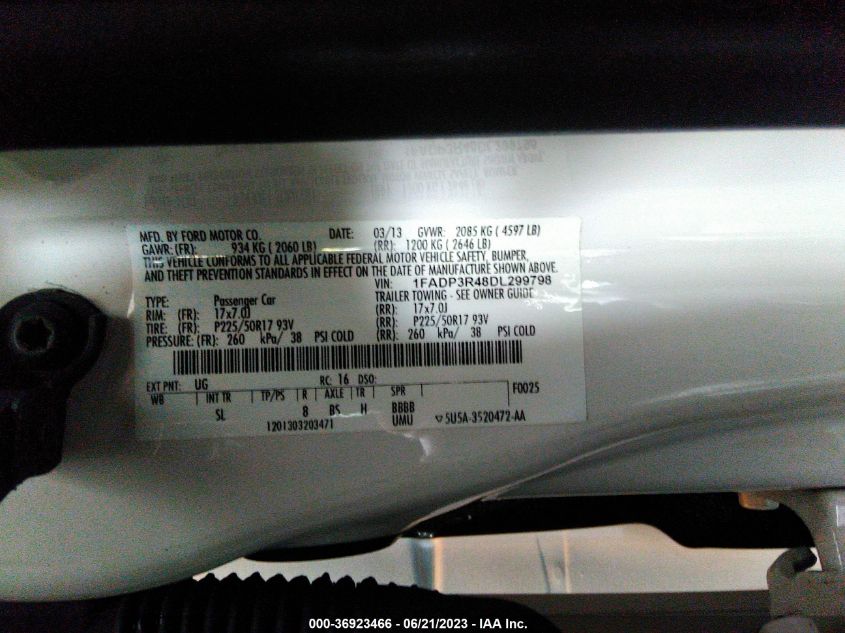 MFD. BY FORD MOTOR CO. DATE: 03/13 GVWR: 2085 KG ( 4597 LB)
GAWR: (FR): 934 KG ( 2060 LB) (RR): 1200 KG ( 2646 LB)
THIS VEHICLE CONFORMS TO ALL APPLICABLE FEDERAL MOTOR VEHICLE SAFETY, BUMPER,
AND THEFT PREVENTION STANDARDS IN EFFECT ON THE DATE OF MANUFACTURE SHOWN ABOVE.
VIN: 1FADP3R48DL299798
TYPE: Passenger Car TRAILER TOWING - SEE OWNER GUIDE
RIM: (FR): 17x7.0J (RR): 17x7.0J
TIRE: (FR): P225/50R17 93V (RR): P225/50R17 93V
PRESSURE: (FR): 260 kPa/ 38 PSI COLD (RR): 260 kPa/ 38 PSI COLD
EXT PNT: UG RC: 16 DSO: F0025
WB INT TR TP/PS R AXLE TR SPR
SL 8 BS H BBBB
1201303203471 UMU 5U5A-3520472-AA
000-36923466 - 06/21/2023 - IAA Inc.